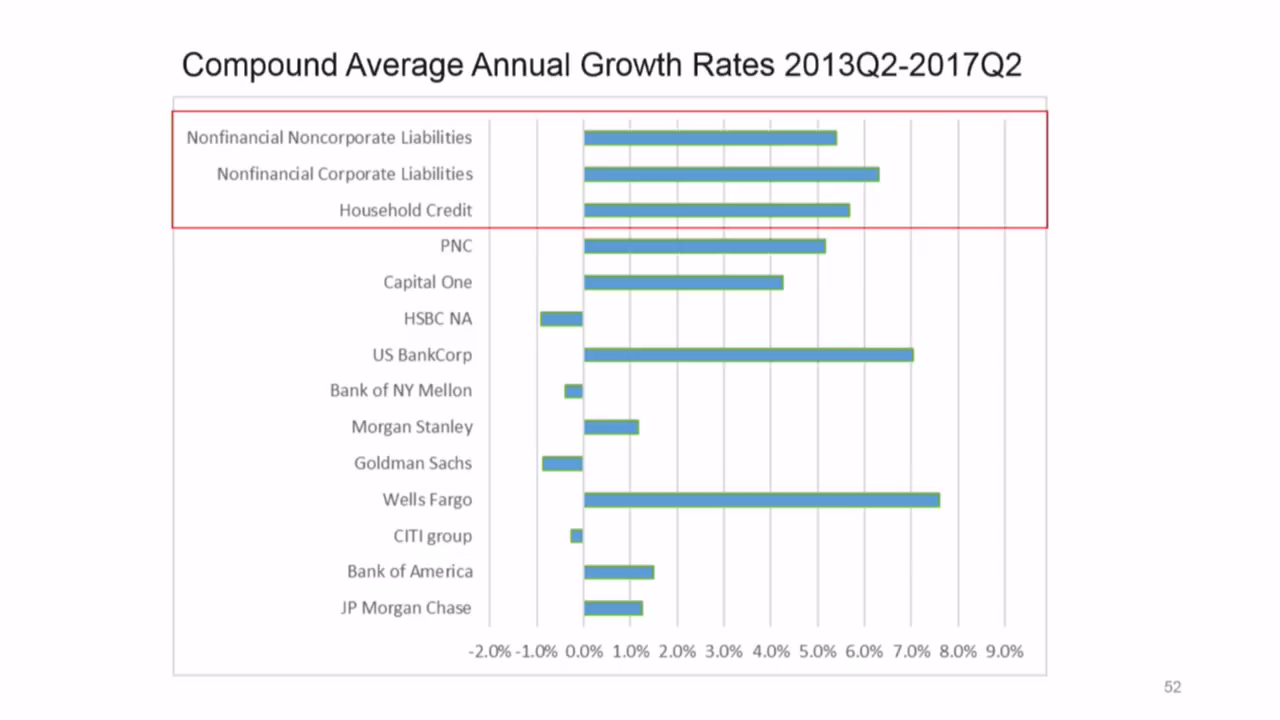 Compound Average Annual Growth Rates 2013Q2-2017Q2
Nonfinancial Noncorporate Liabilities
Nonfinancial Corporate Liabilities
Household Credit
PNC
Capital One
HSBC NA
US BankCorp
Bank of NY Mellon
Morgan Stanley
Goldman Sachs
Wells Fargo
CITI group
Bank of America
JP Morgan Chase
-2.0% -1.0% 0.0% 1.0% 2.0% 3.0% 4.0% 5.0% 6.0% 7.0% 8.0% 9.0%
52